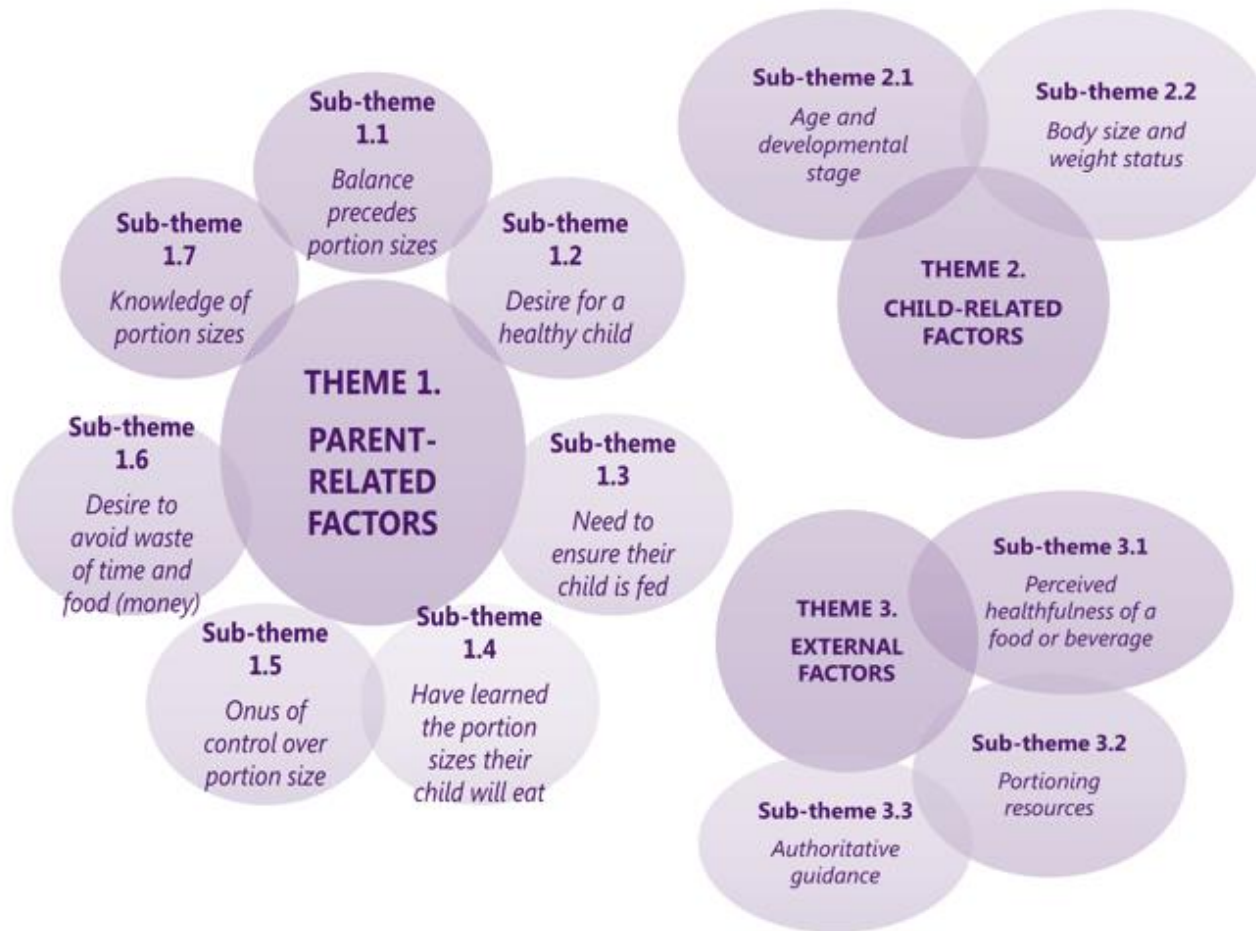 THEME 1.
PARENT-
RELATED
FACTORS
Sub-theme
1.1
Balance
precedes
portion sizes
Sub-theme
1.2
Desire for a
healthy child
Sub-theme
1.3
Need to
ensure their
child is fed
Sub-theme
1.4
Have learned
the portion
sizes their
child will eat
Sub-theme
1.5
Onus of
control over
portion size
Sub-theme
1.6
Desire to
avoid waste
of time and
food (money)
Sub-theme
1.7
Knowledge of
portion sizes
THEME 2.
CHILD-RELATED
FACTORS
Sub-theme 2.1
Age and
developmental
stage
Sub-theme 2.2
Body size and
weight status
THEME 3.
EXTERNAL
FACTORS
Sub-theme 3.1
Perceived
healthfulness of a
food or beverage
Sub-theme 3.2
Portioning
resources
Sub-theme 3.3
Authoritative
guidance